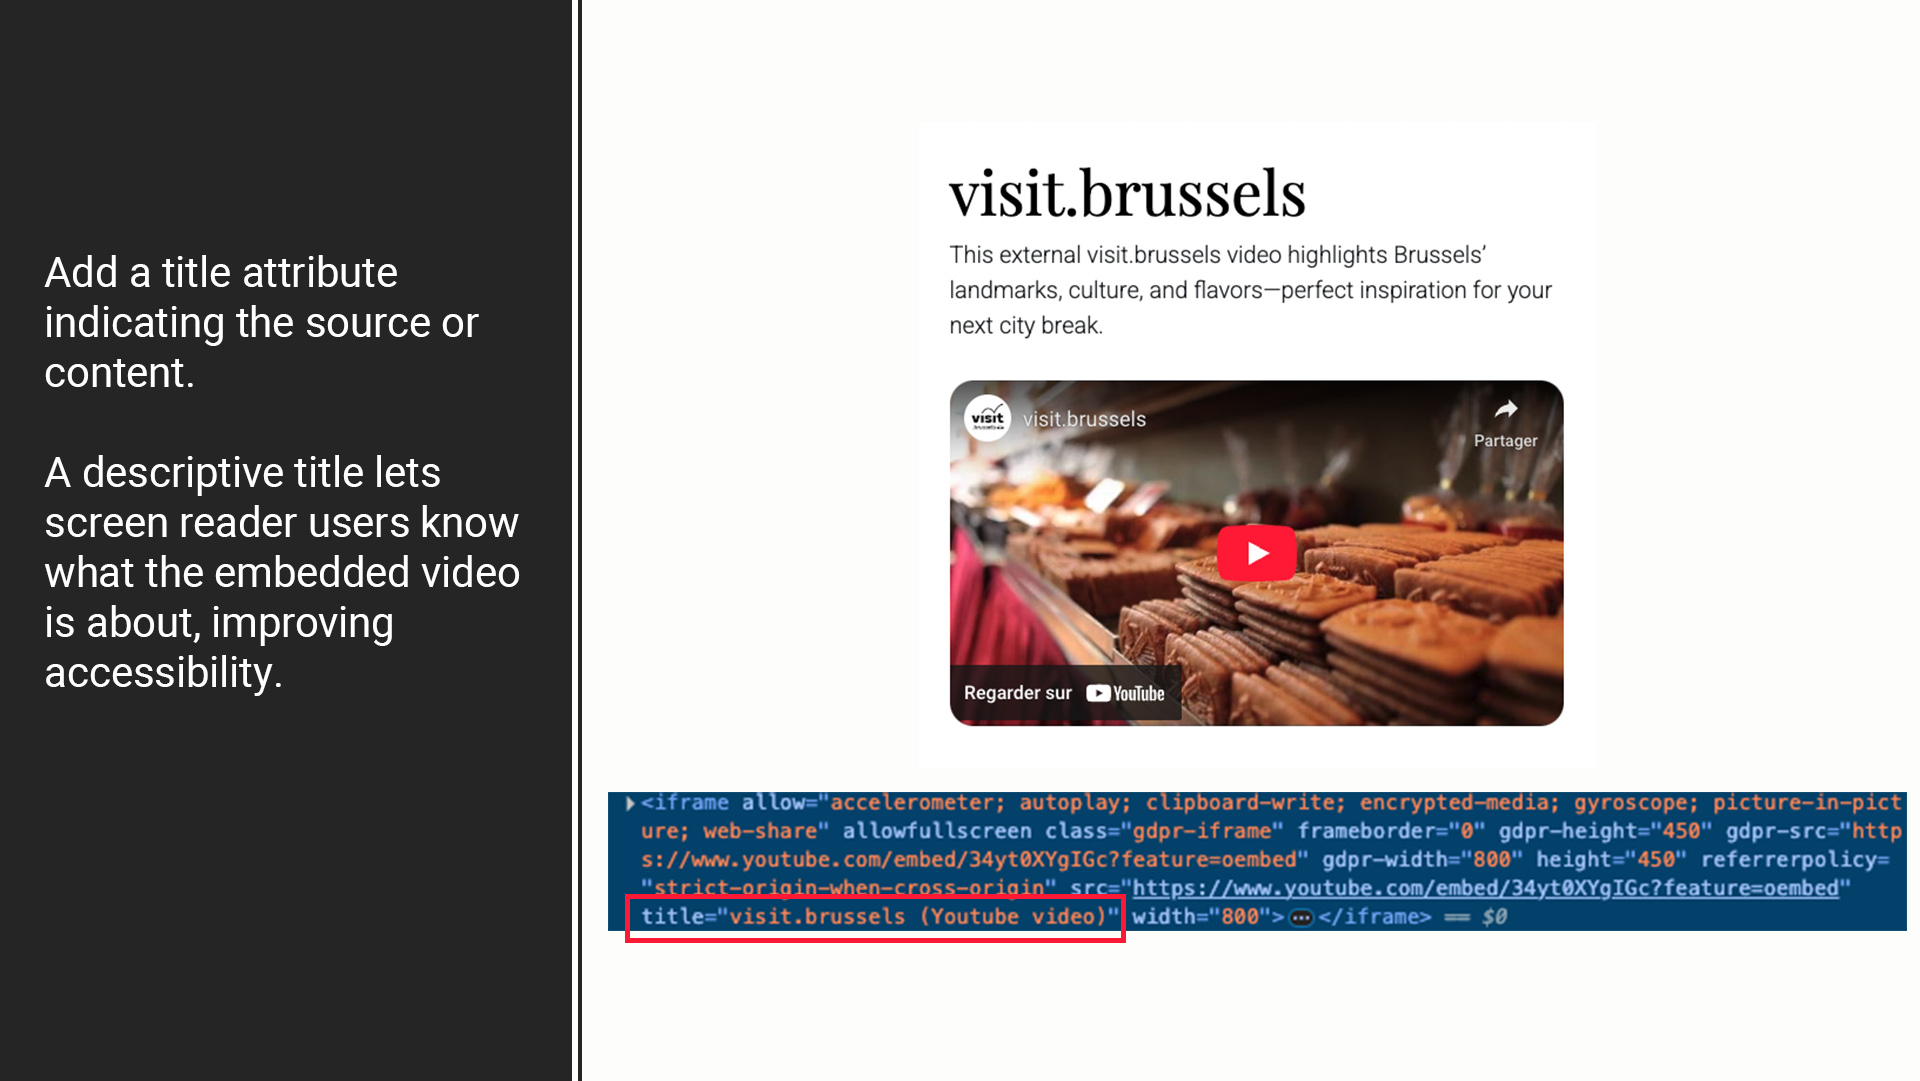 Add a title attribute
indicating the source or
content.
A descriptive title lets
screen reader users know
what the embedded video
is about, improving
accessibility.
visit.brussels
This external visit.brussels video highlights Brussels’
landmarks, culture, and flavors—perfect inspiration for your
next city break.
visit
visit.brussels
Partager
Regarder sur YouTube
<iframe allow="accelerometer; autoplay; clipboard-write; encrypted-media; gyroscope; picture-in-pict
ure; web-share" allowfullscreen class="gdpr-iframe" frameborder="0" gdpr-height="450" gdpr-src="http
s://www.youtube.com/embed/34yt0XYgIGc?feature=oembed" gdpr-width="800" height="450" referrerpolicy=
"strict-origin-when-cross-origin" src="https://www.youtube.com/embed/34yt0XYgIGc?feature=oembed"
title="visit.brussels (Youtube video)" width="800">…</iframe> == $0